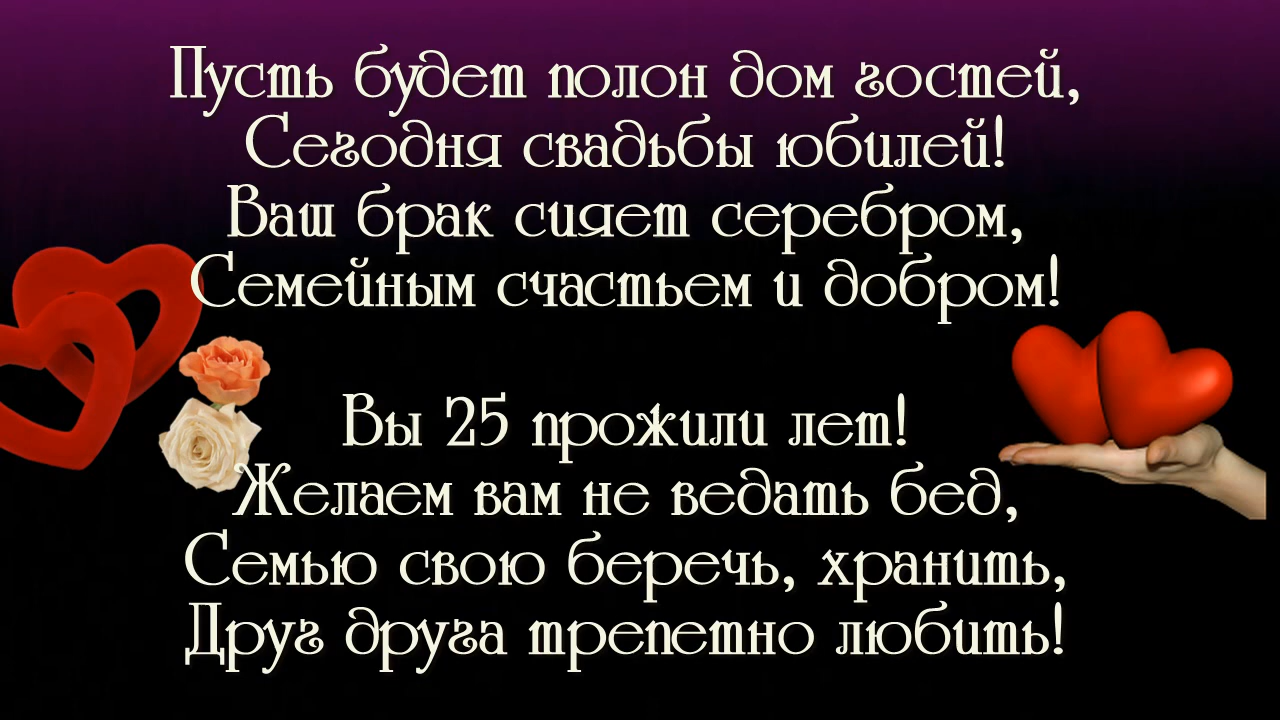 Пусть будет полон дом гостей,
Сегодня свадьбы юбилей!
Ваш брак сияет серебром,
Семейным счастьем и добром!
Вы 25 прожили лет!
Желаем вам не ведать бед,
Семью свою беречь, хранить,
Друг друга трепетно любить!